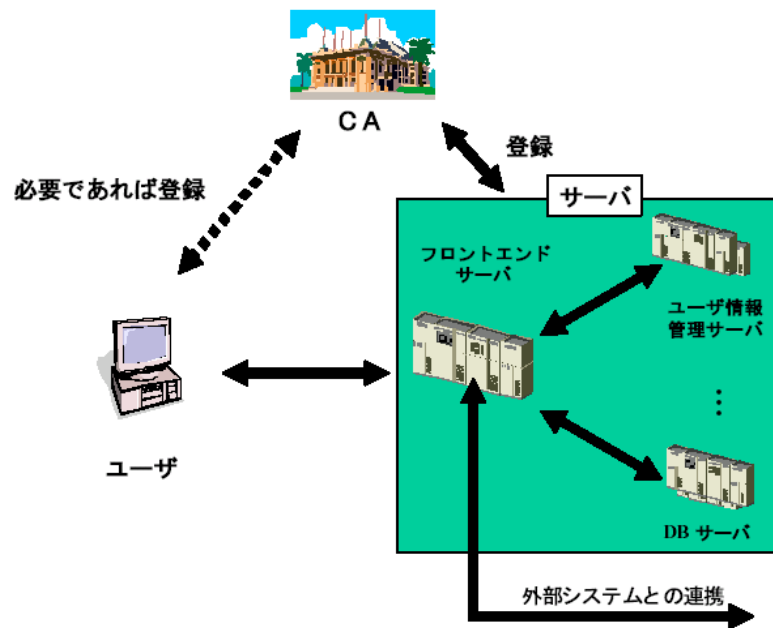 CA
登録
必要であれば登録
サーバ
フロントエンド
サーバ
ユーザ情報
管理サーバ
⋮
ユーザ
DB サーバ
外部システムとの連携